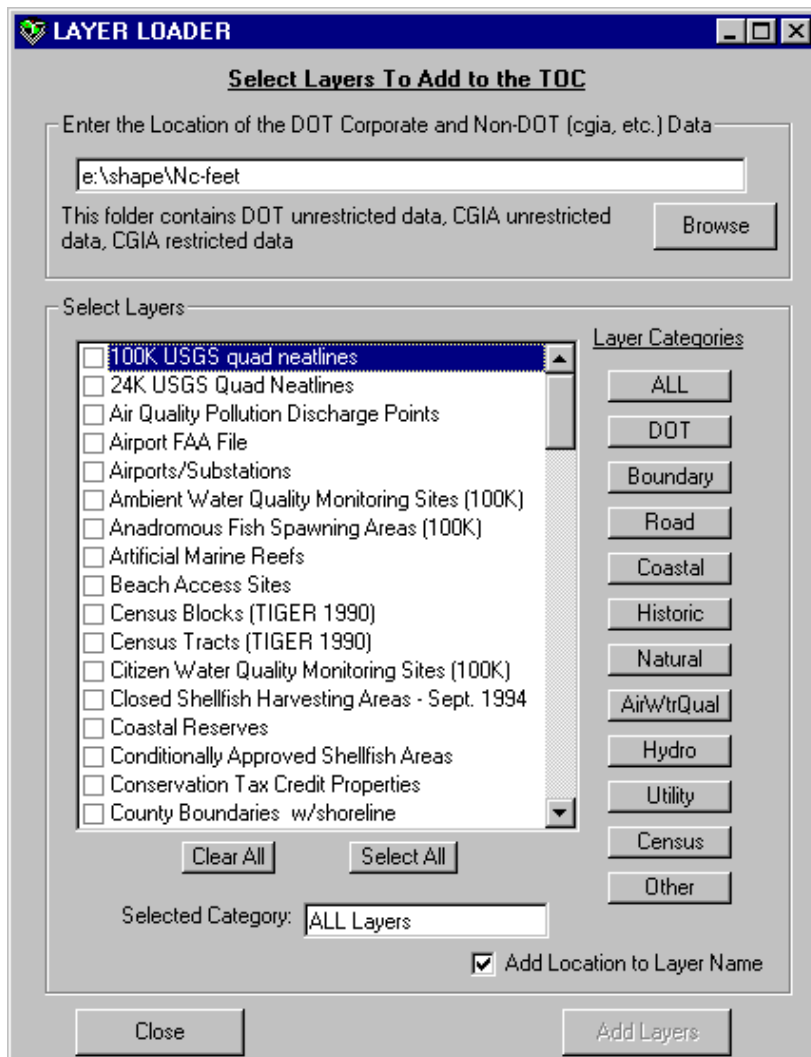 LAYER LOADER
Select Layers To Add to the TOC
Enter the Location of the DOT Corporate and Non-DOT (cgia, etc.) Data
e:\shape\Nc-feet
This folder contains DOT unrestricted data, CGIA unrestricted
data, CGIA restricted data
Browse
Select Layers
100K USGS quad neatlines
24K USGS Quad Neatlines
Air Quality Pollution Discharge Points
Airport FAA File
Airports/Substations
Ambient Water Quality Monitoring Sites (100K)
Anadromous Fish Spawning Areas (100K)
Artificial Marine Reefs
Beach Access Sites
Census Blocks (TIGER 1990)
Census Tracts (TIGER 1990)
Citizen Water Quality Monitoring Sites (100K)
Closed Shellfish Harvesting Areas - Sept. 1994
Coastal Reserves
Conditionally Approved Shellfish Areas
Conservation Tax Credit Properties
County Boundaries w/shoreline
Layer Categories
ALL
DOT
Boundary
Road
Coastal
Historic
Natural
AirWtrQual
Hydro
Utility
Census
Other
Clear All
Select All
Selected Category: ALL Layers
Add Location to Layer Name
Close
Add Layers